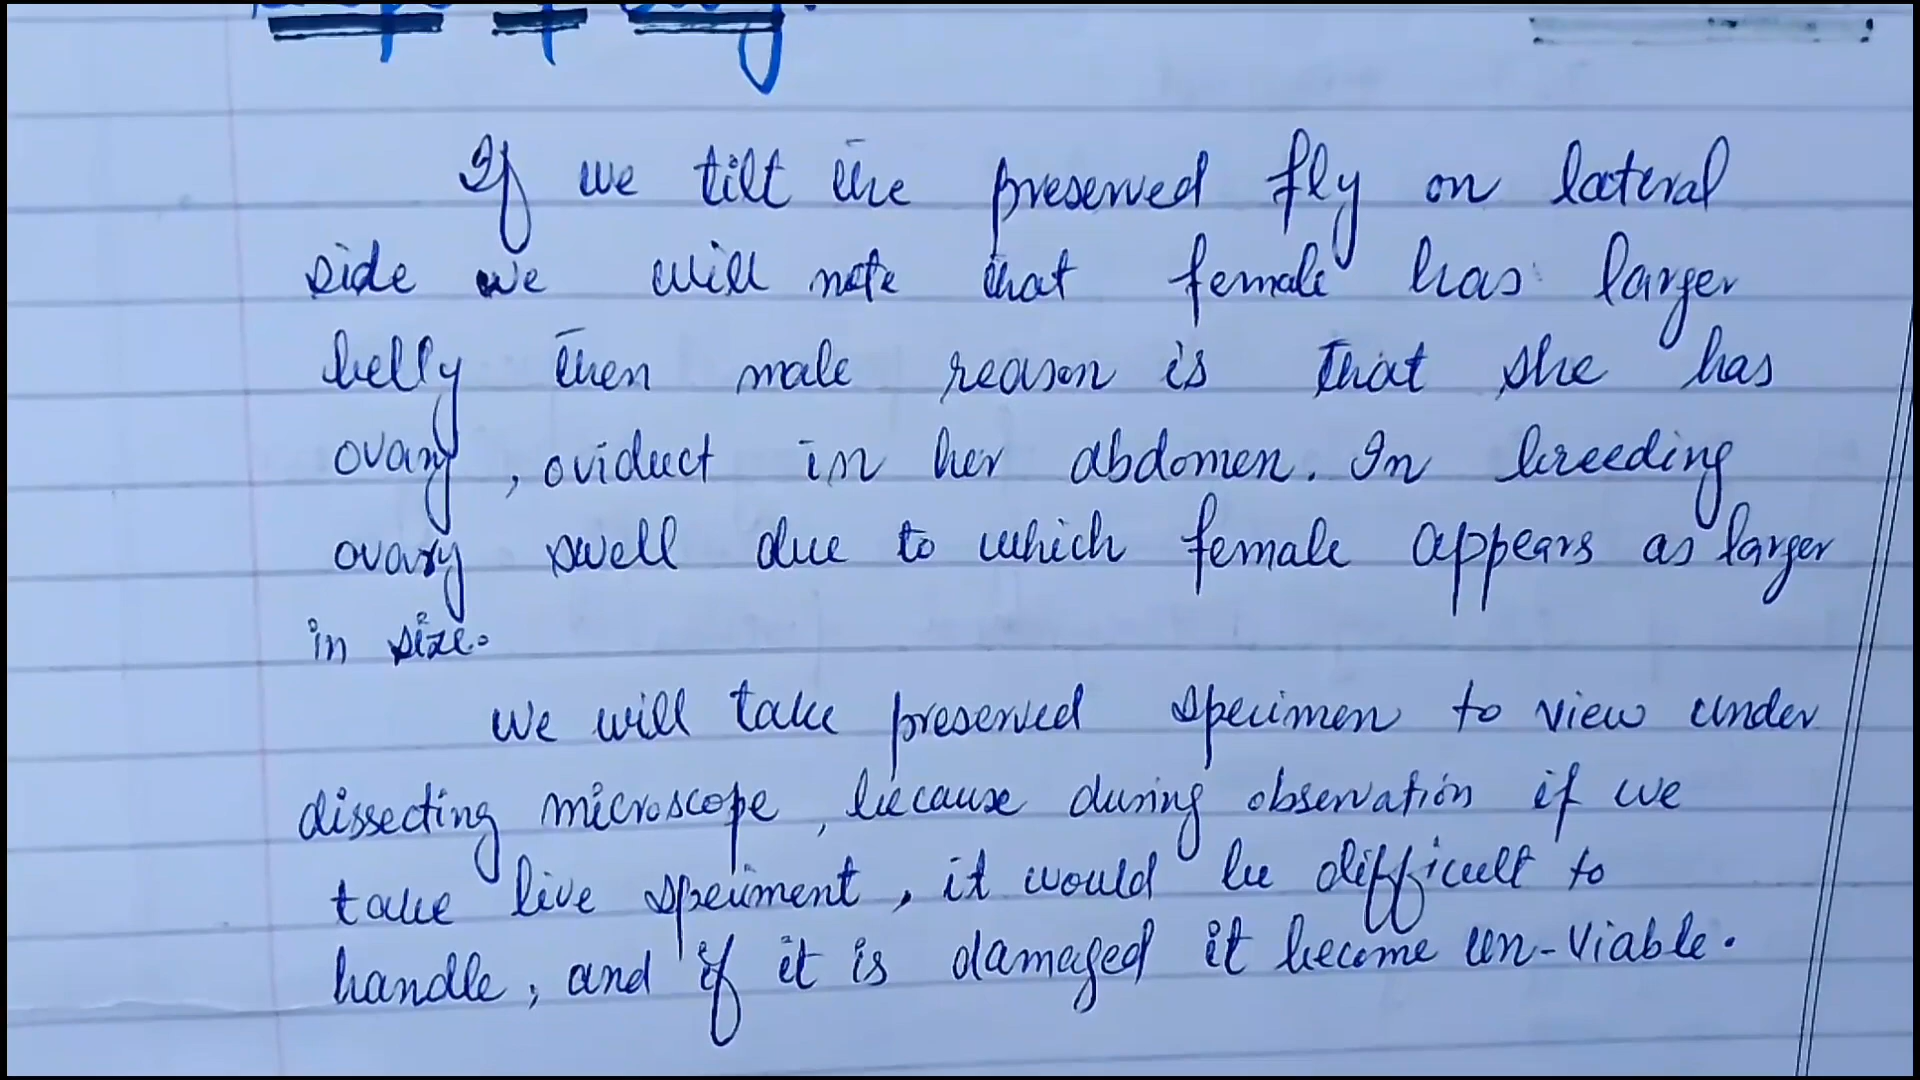 If we tilt the preserved fly on lateral
side we will note that female has larger
belly then male reason is that she has
ovary, oviduct in her abdomen. In breeding
ovary swell due to which female appears as larger
in size.
We will take preserved specimen to view under
dissecting microscope, because during observation if we
take live speciment, it would be difficult to
handle, and if it is damaged it become un-viable.